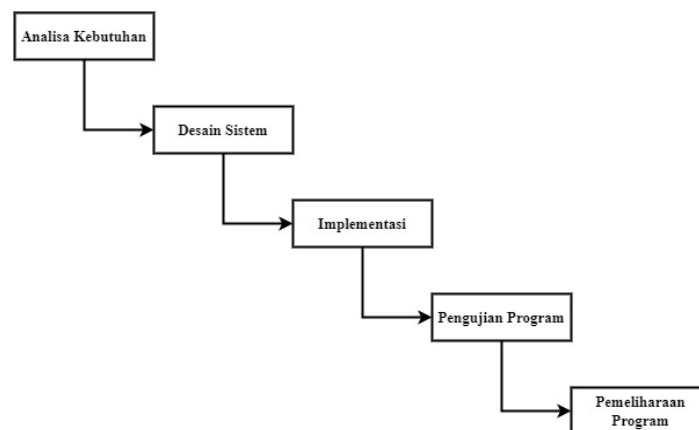 Analisa Kebutuhan
Desain Sistem
Implementasi
Pengujian Program
Pemeliharaan
Program